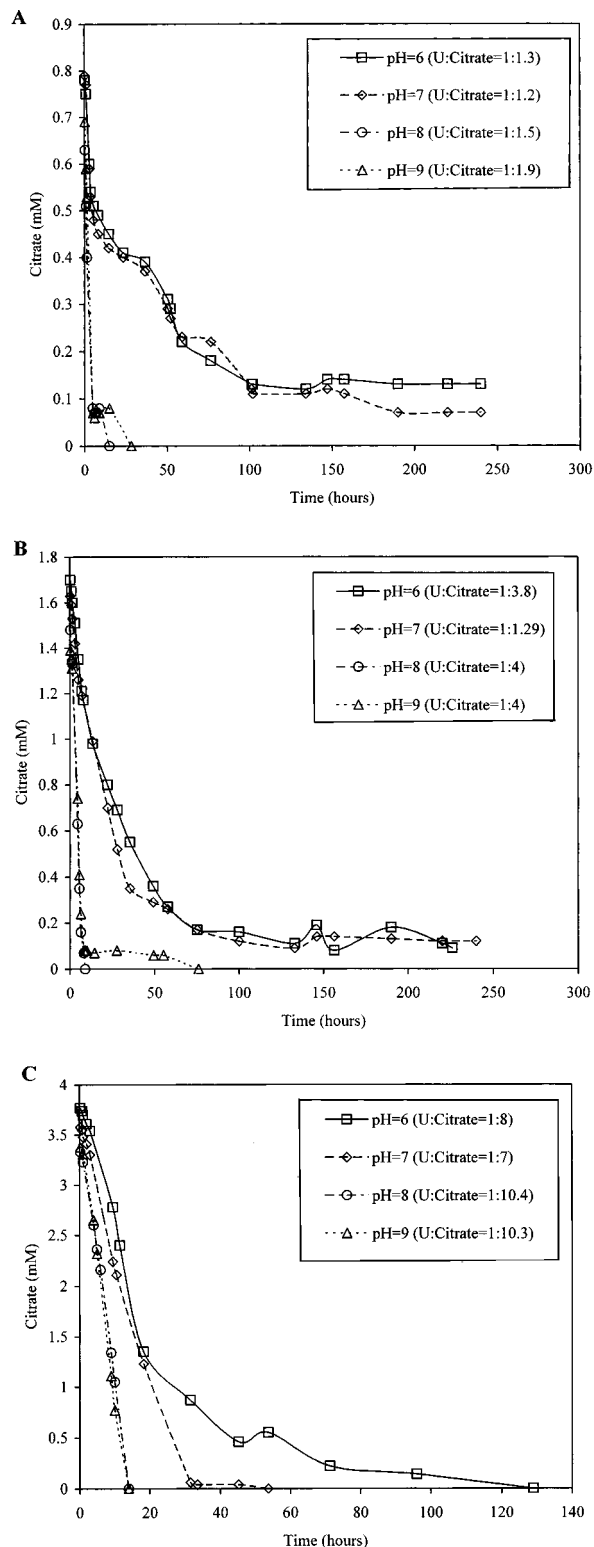 A
0.9
0.8
0.7
0.6
0.5
0.4
0.3
0.2
0.1
0
Citrate (mM)
pH=6 (U:Citrate=1:1.3)
pH=7 (U:Citrate=1:1.2)
pH=8 (U:Citrate=1:1.5)
pH=9 (U:Citrate=1:1.9)
0 50 100 150 200 250 300
Time (hours)
B
1.8
1.6
1.4
1.2
1
0.8
0.6
0.4
0.2
0
Citrate (mM)
pH=6 (U:Citrate=1:3.8)
pH=7 (U:Citrate=1:1.29)
pH=8 (U:Citrate=1:4)
pH=9 (U:Citrate=1:4)
0 50 100 150 200 250 300
Time (hours)
C
4
3.5
3
2.5
2
1.5
1
0.5
0
Citrate (mM)
pH=6 (U:Citrate=1:8)
pH=7 (U:Citrate=1:7)
pH=8 (U:Citrate=1:10.4)
pH=9 (U:Citrate=1:10.3)
0 20 40 60 80 100 120 140
Time (hours)